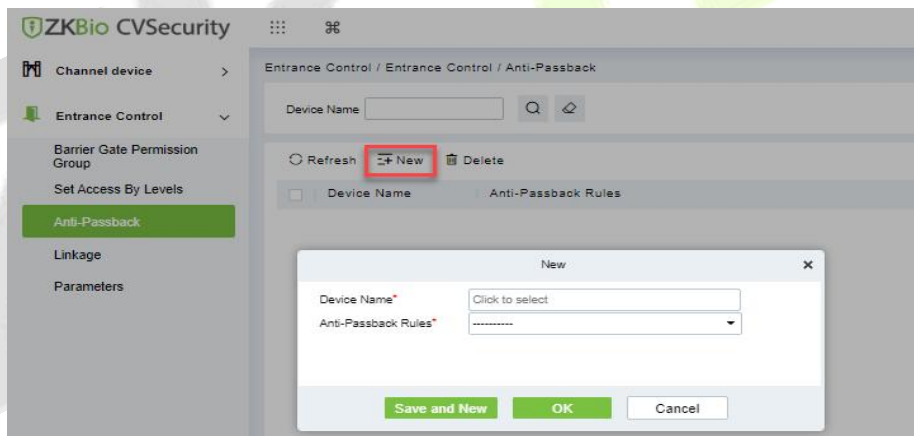 ZKBio CVSecurity
Channel device
Entrance Control
Barrier Gate Permission
Group
Set Access By Levels
Anti-Passback
Linkage
Parameters
Entrance Control / Entrance Control / Anti-Passback
Device Name
Refresh New Delete
Device Name Anti-Passback Rules
New
Device Name* Click to select
Anti-Passback Rules* ----------
Save and New OK Cancel